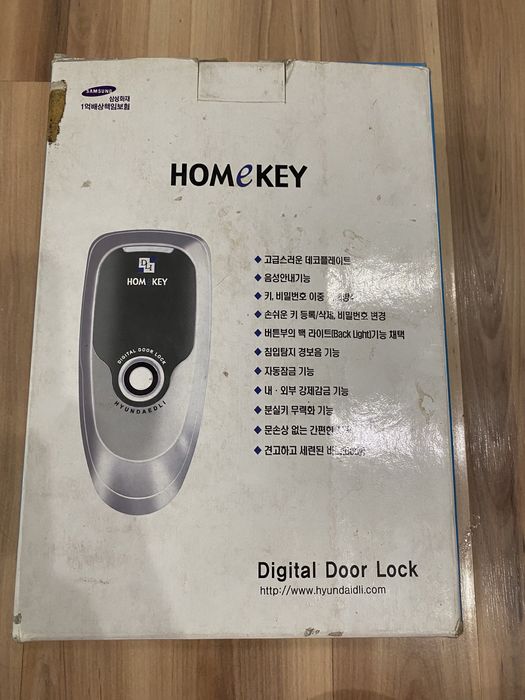 SAMSUNG
삼성화재
1억배상책임보험
HOMeKEY
DLI
HOMeKEY
DIGITAL DOOR LOCK
HYUNDAEDLI
◆ 고급스러운 데코플레이트
◆ 음성안내기능
◆ 키, 비밀번호 이중
◆ 손쉬운 키 등록/삭제, 비밀번호 변경
◆ 버튼부의 백 라이트(Back Light)기능 채택
◆ 침입탐지 경보음 기능
◆ 자동잠금 기능
◆ 내 · 외부 강제잠금 기능
◆ 분실키 무력화 기능
◆ 문손상 없는 간편한
◆ 견고하고 세련된
Digital Door Lock
http://www.hyundaidli.com